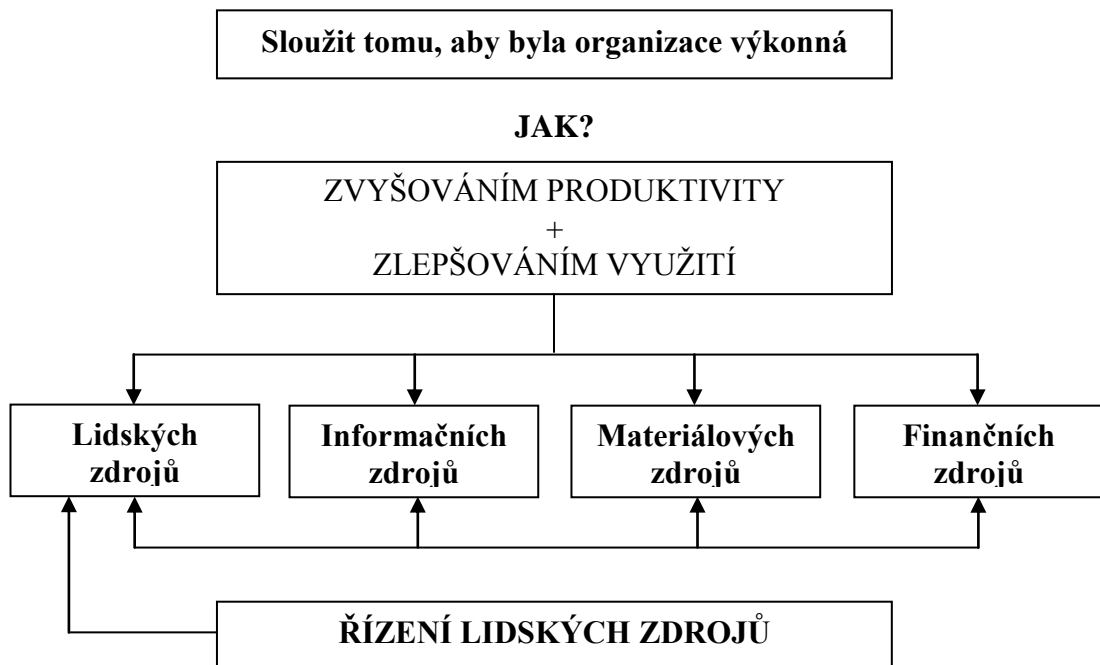 Sloužit tomu, aby byla organizace výkonná
JAK?
ZVYŠOVÁNÍM PRODUKTIVITY
+
ZLEPŠOVÁNÍM VYUŽITÍ
Lidských
zdrojů
Informačních
zdrojů
Materiálových
zdrojů
Finančních
zdrojů
ŘÍZENÍ LIDSKÝCH ZDROJŮ